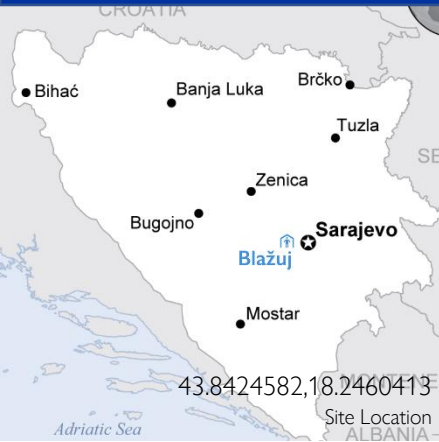 CROATIA
Bihać
Banja Luka
Brčko
Tuzla
SE
Zenica
Bugojno
Sarajevo
Blažuj
Mostar
43.8424582,18.2460413
MONTENE
Site Location
Adriatic Sea
ALBANIA